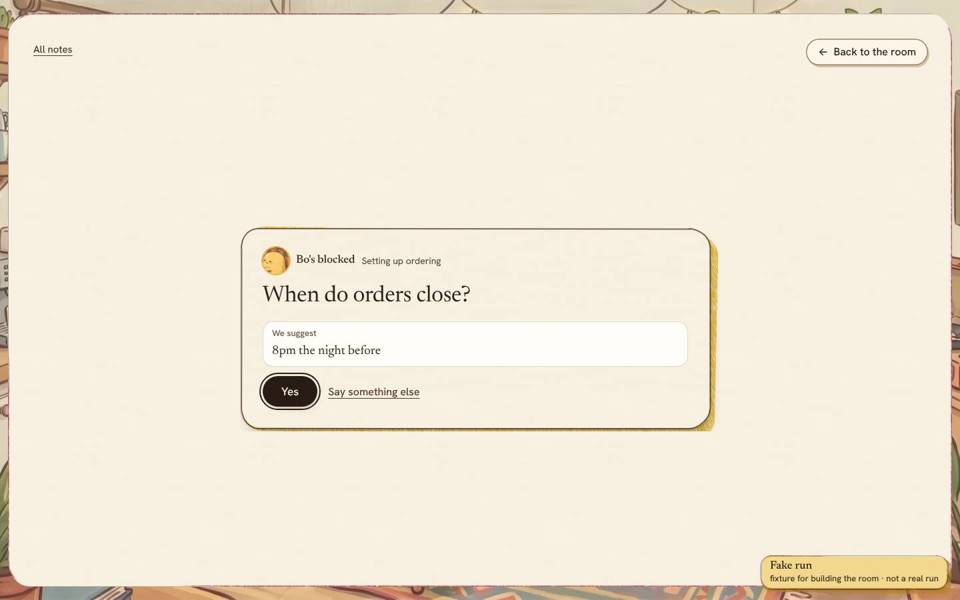 All notes
← Back to the room
Bo's blocked Setting up ordering
When do orders close?
We suggest
8pm the night before
Yes Say something else
Fake run
fixture for building the room · not a real run